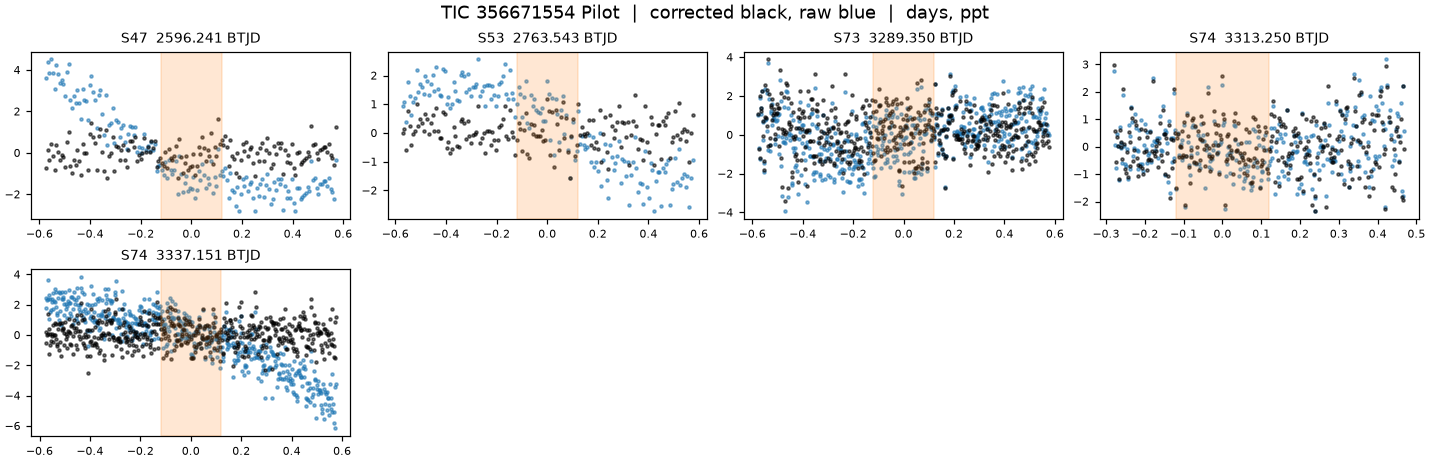 TIC 356671554 Pilot | corrected black, raw blue | days, ppt
S47 2596.241 BTJD
S53 2763.543 BTJD
S73 3289.350 BTJD
S74 3313.250 BTJD
4
2
0
−2
−0.6 −0.4 −0.2 0.0 0.2 0.4 0.6
2
1
0
−1
−2
−0.6 −0.4 −0.2 0.0 0.2 0.4 0.6
4
2
0
−2
−4
−0.6 −0.4 −0.2 0.0 0.2 0.4 0.6
3
2
1
0
−1
−2
−0.3 −0.2 −0.1 0.0 0.1 0.2 0.3 0.4 0.5
S74 3337.151 BTJD
4
2
0
−2
−4
−6
−0.6 −0.4 −0.2 0.0 0.2 0.4 0.6